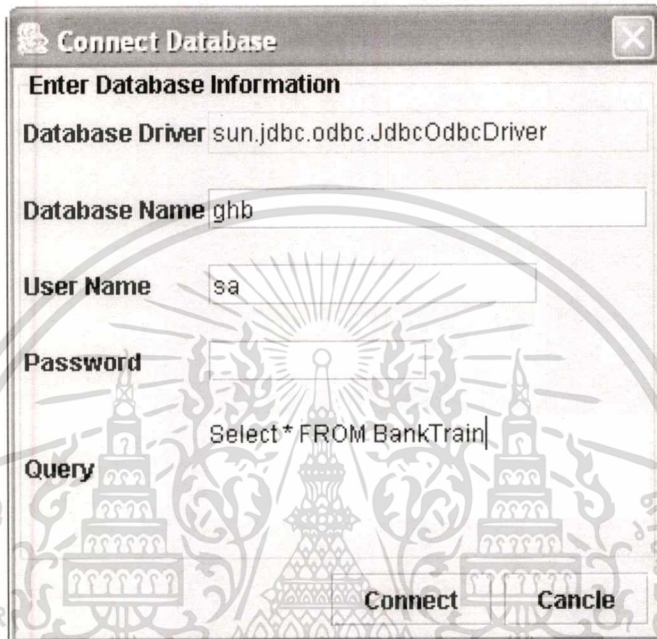 Connect Database
Enter Database Information
Database Driver sun.jdbc.odbc.JdbcOdbcDriver
Database Name ghb
User Name sa
Password
Select * FROM BankTrain
Query
Connect Cancle